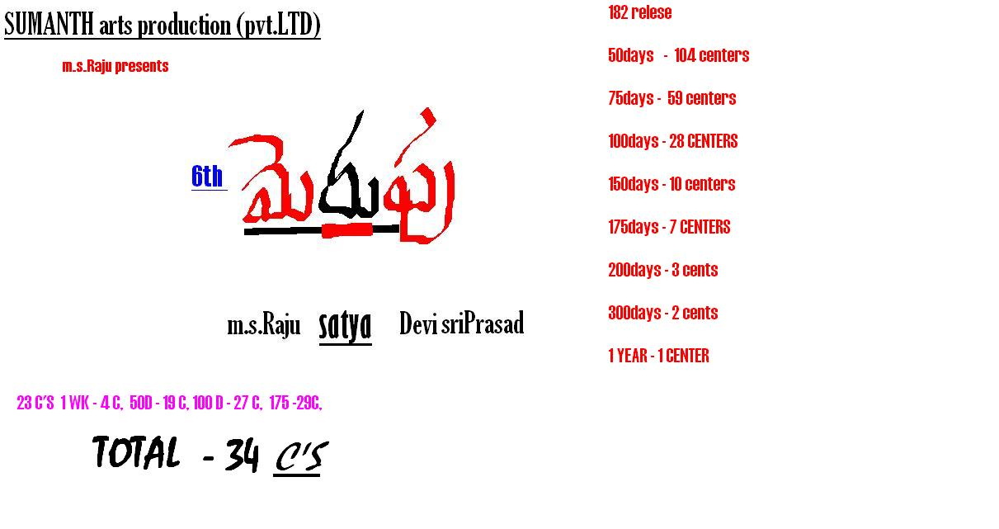 SUMANTH arts production (pvt.LTD)
m.s.Raju presents
6th మెరుపు
m.s.Raju satya Devi sriPrasad
23 C'S 1 WK - 4 C, 50D - 19 C, 100 D - 27 C, 175 -29C,
TOTAL - 34 C'S
182 relese
50days - 104 centers
75days - 59 centers
100days - 28 CENTERS
150days - 10 centers
175days - 7 CENTERS
200days - 3 cents
300days - 2 cents
1 YEAR - 1 CENTER